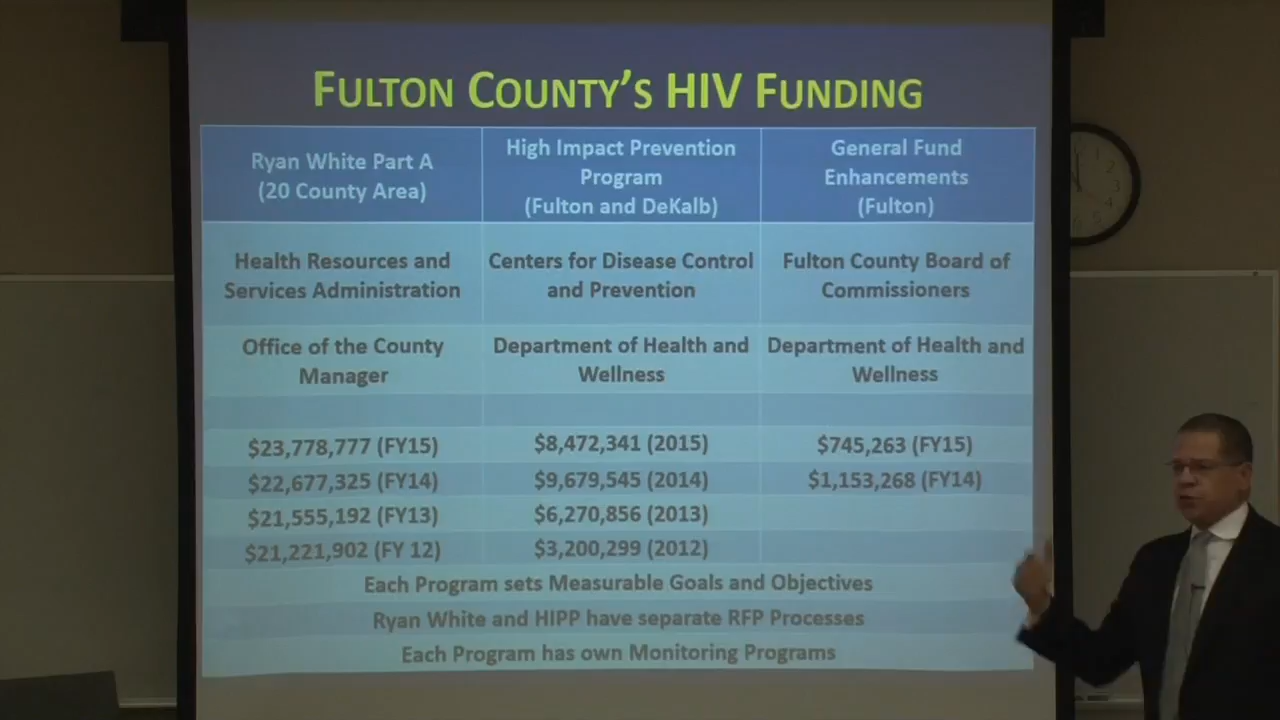 FULTON COUNTY'S HIV FUNDING
Ryan White Part A
(20 County Area)
High Impact Prevention
Program
(Fulton and DeKalb)
General Fund
Enhancements
(Fulton)
Health Resources and
Services Administration
Centers for Disease Control
and Prevention
Fulton County Board of
Commissioners
Office of the County
Manager
Department of Health and
Wellness
Department of Health and
Wellness
$23,778,777 (FY15)
$8,472,341 (2015)
$745,263 (FY15)
$22,677,325 (FY14)
$9,679,545 (2014)
$1,153,268 (FY14)
$21,555,192 (FY13)
$6,270,856 (2013)
$21,221,902 (FY 12)
$3,200,299 (2012)
Each Program sets Measurable Goals and Objectives
Ryan White and HIPP have separate RFP Processes
Each Program has own Monitoring Programs